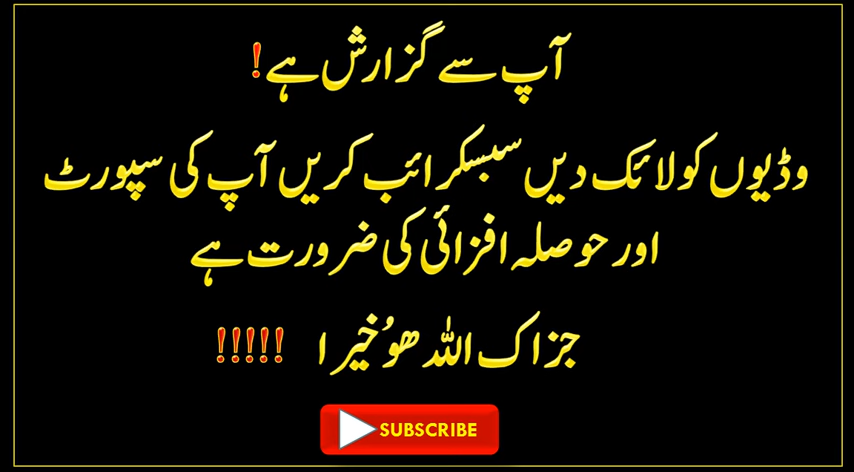 آپ سے گزارش ہے!
وڈیوں کو لائک دیں سبسکرائب کریں آپ کی سپورٹ
اور حوصلہ افزائی کی ضرورت ہے
جزاک اللہ ھوُ خیرا !!!!!
SUBSCRIBE